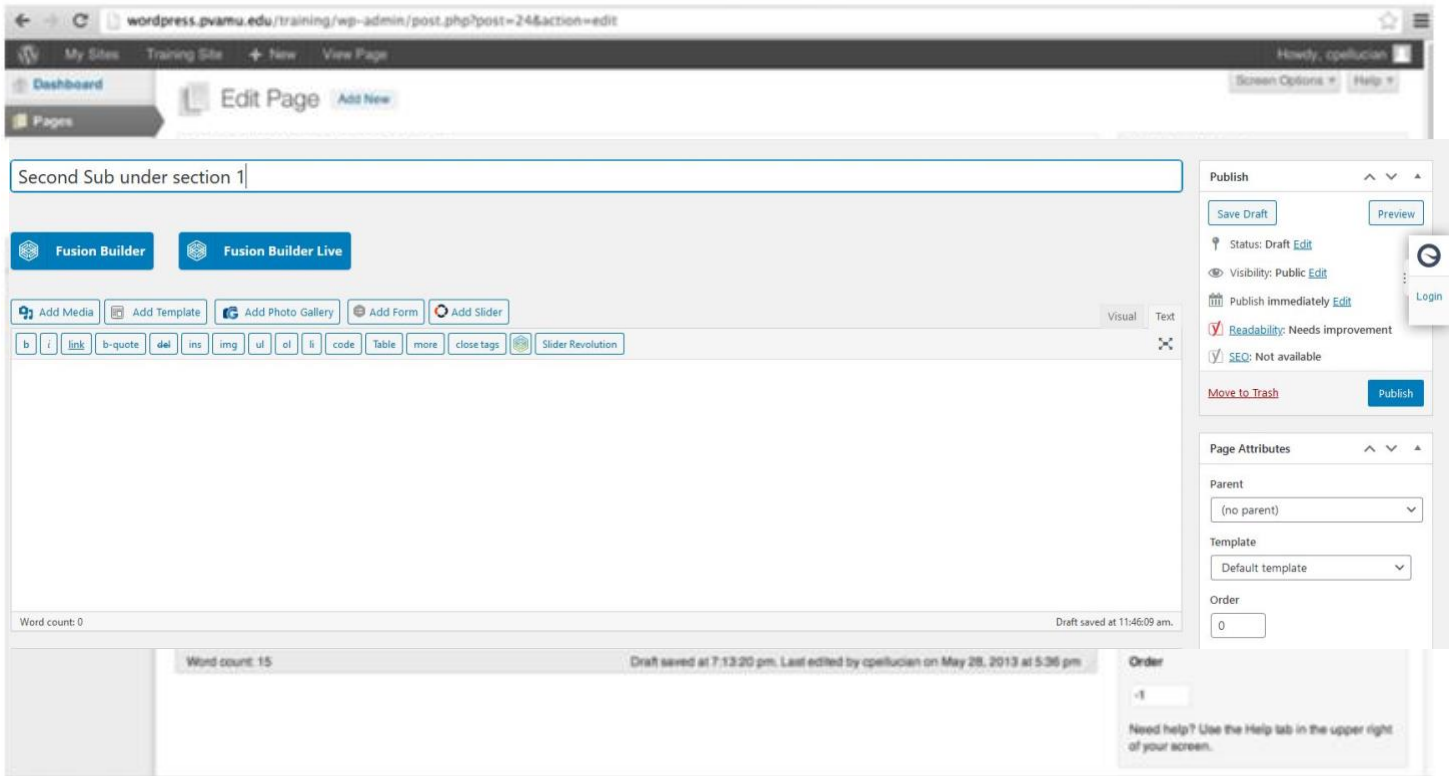 wordpress.pvamu.edu/training/wp-admin/post.php?post=24&action=edit
My Sites Training Site + New View Page Howdy, cpellucian
Dashboard
Screen Options Help
Edit Page Add New
Pages
Second Sub under section 1
Fusion Builder Fusion Builder Live
Add Media Add Template Add Photo Gallery Add Form Add Slider
Visual Text
b i link b-quote del ins img ul ol li code Table more close tags Slider Revolution
Word count: 0 Draft saved at 11:46:09 am.
Publish
Save Draft Preview
Status: Draft Edit
Visibility: Public Edit
Publish immediately Edit
Readability: Needs improvement
SEO: Not available
Move to Trash Publish
Login
Page Attributes
Parent
(no parent)
Template
Default template
Order
0
Word count: 15 Draft saved at 7:13:20 pm. Last edited by cpellucian on May 28, 2013 at 5:36 pm
Order
-1
Need help? Use the Help tab in the upper right
of your screen.